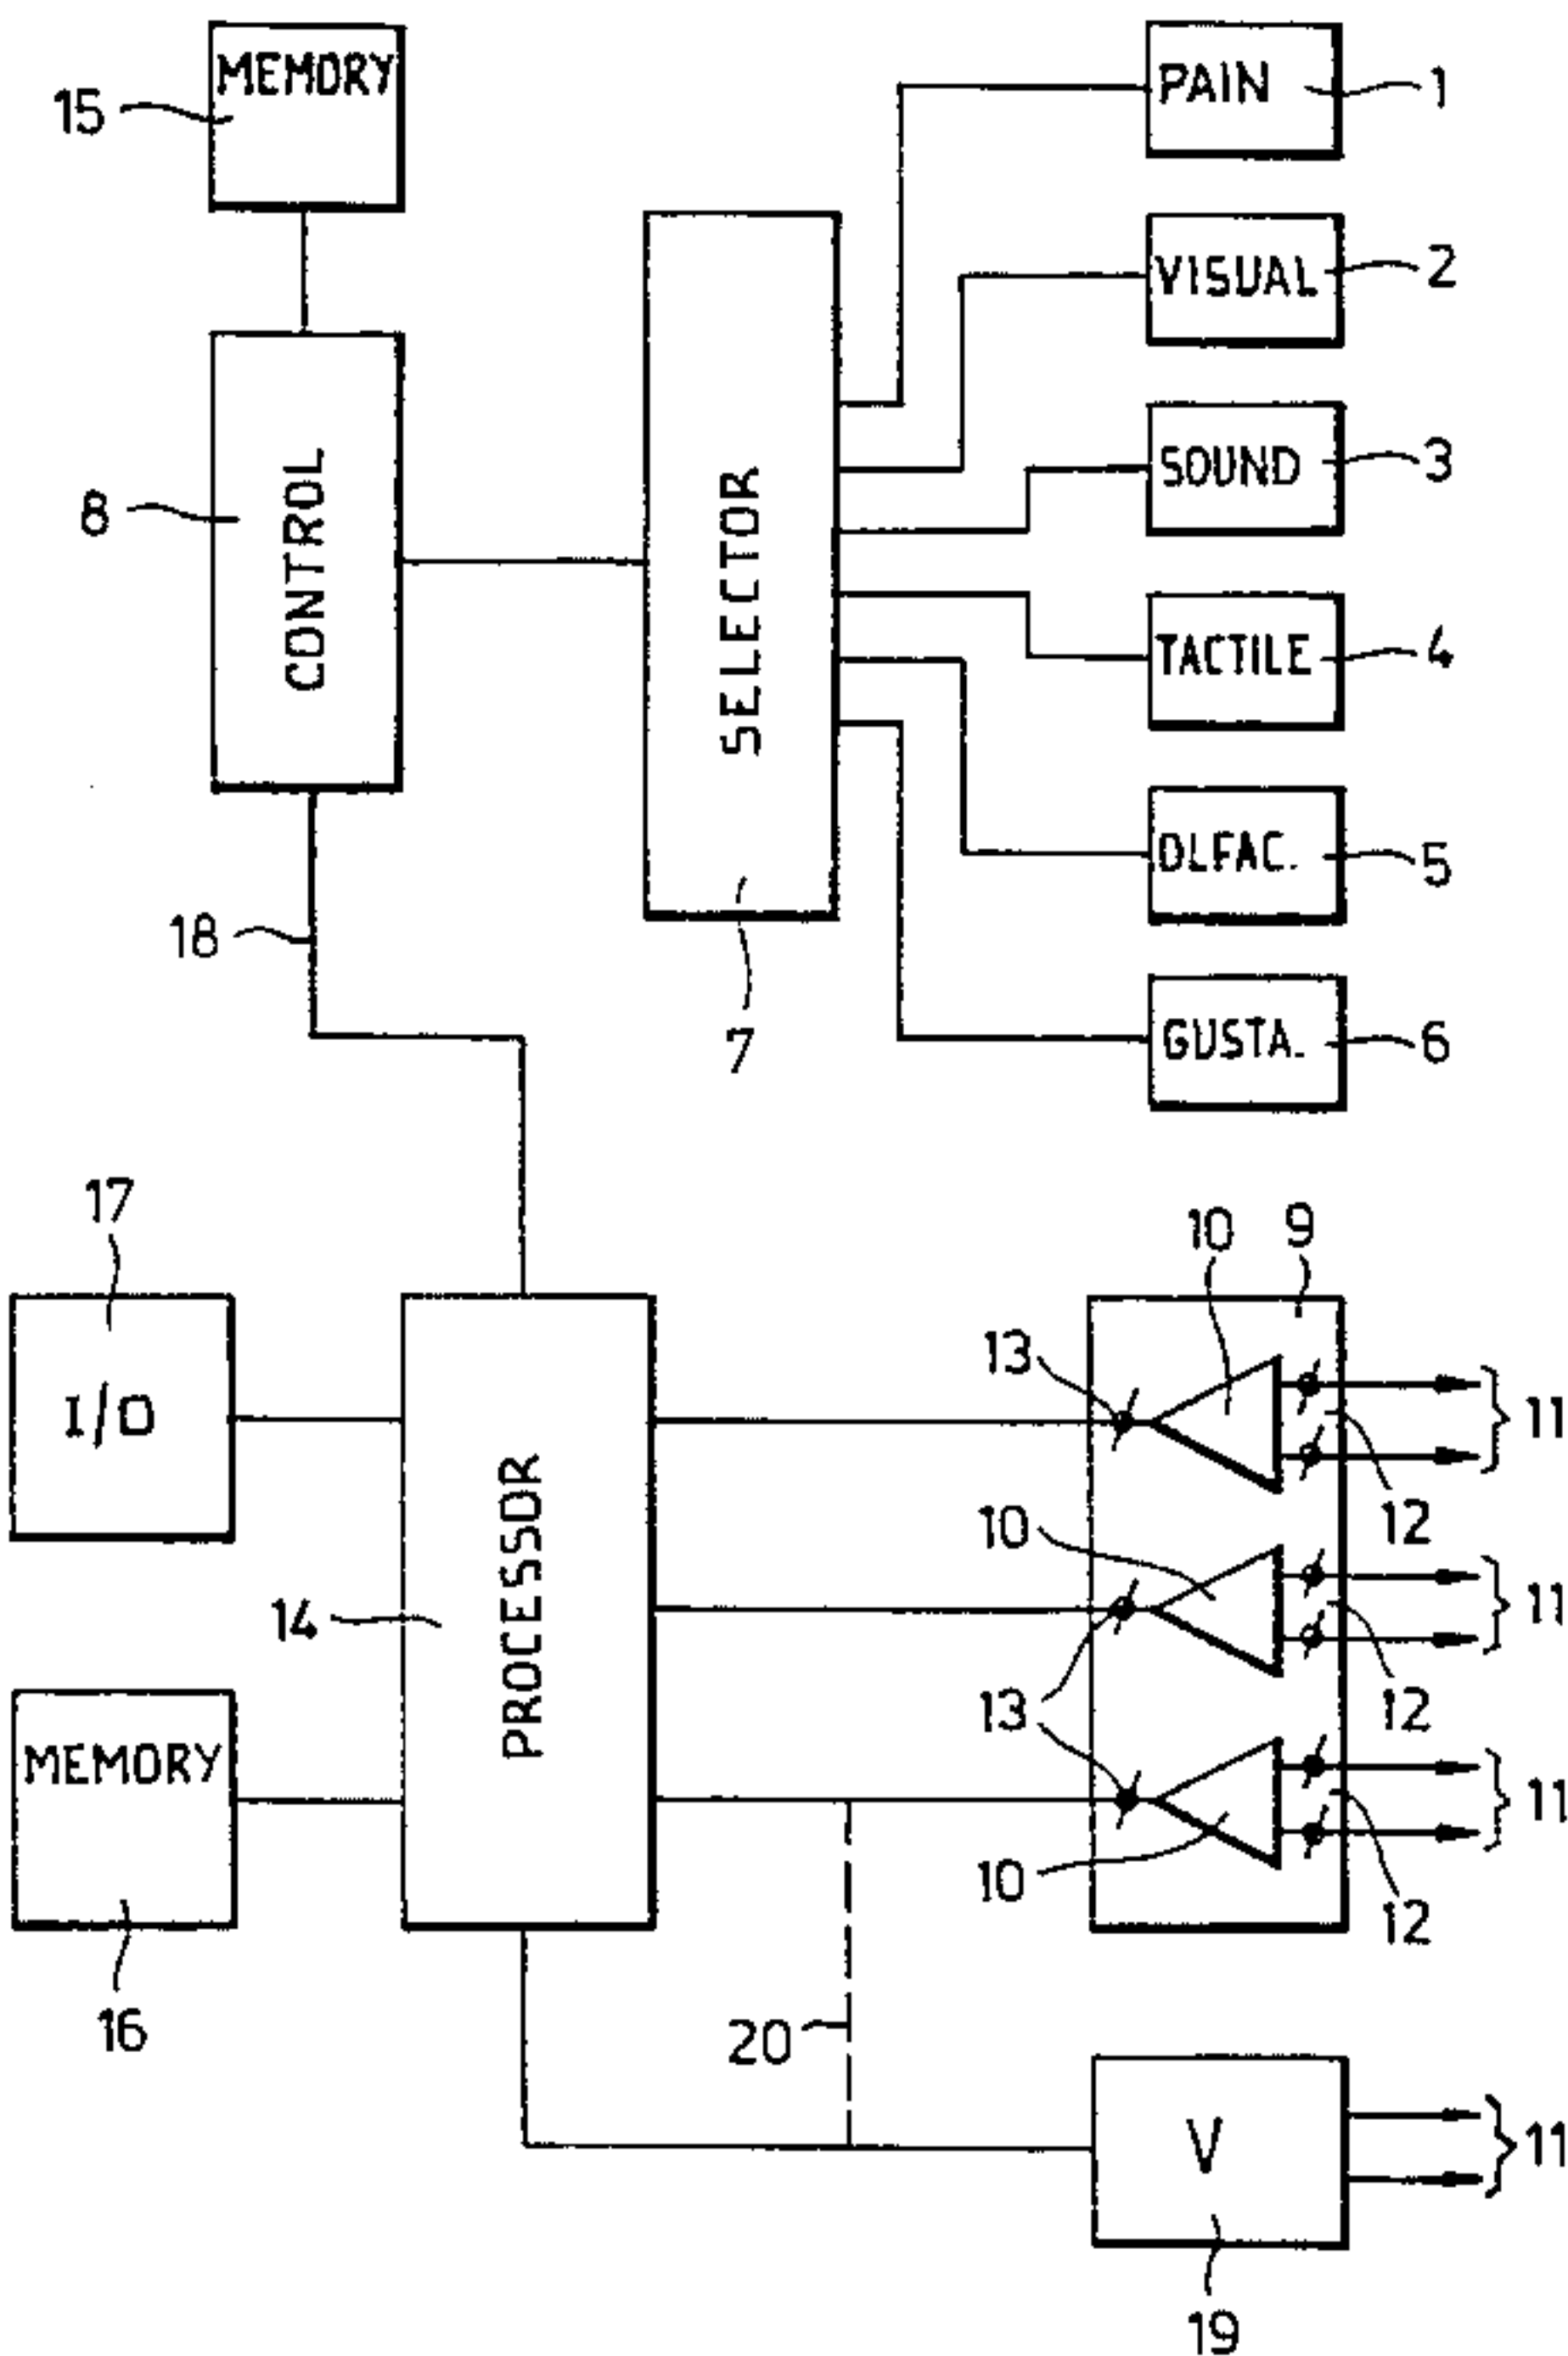 MEMORY
15
PAIN
1
VISUAL
2
SOUND
3
CONTROL
8
SELECTOR
7
TACTILE
4
OLFAC.
5
18
GUSTA.
6
17
I/O
10
9
13
11
12
PROCESSOR
14
10
11
12
13
MEMORY
16
10
11
12
20
V
11
19